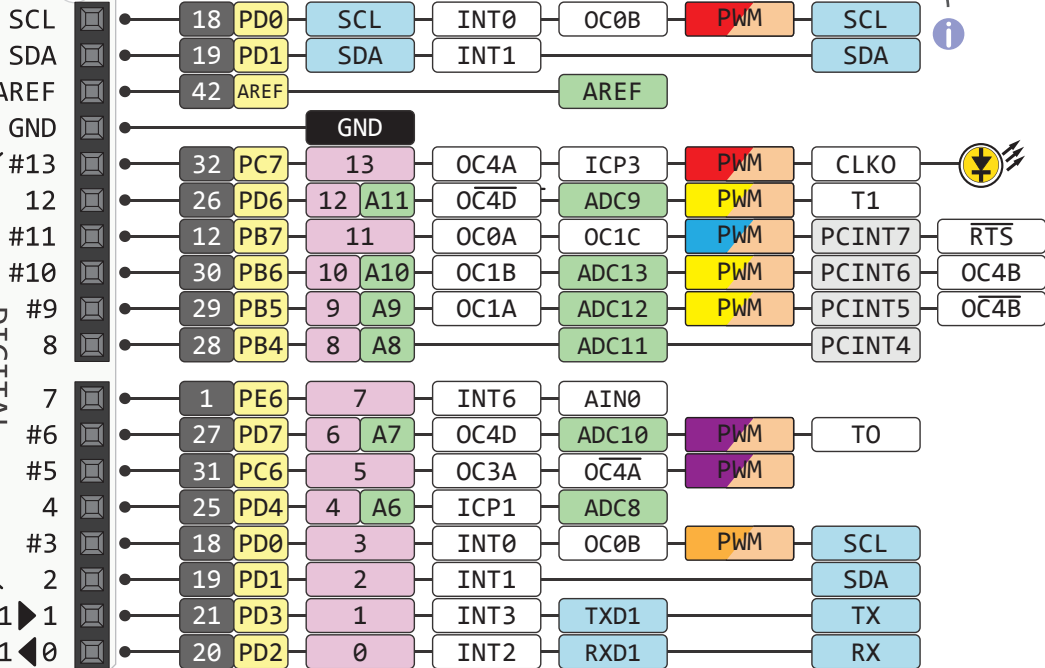 SCL 18 PD0 SCL INT0 OC0B PWM SCL i
SDA 19 PD1 SDA INT1 SDA
AREF 42 AREF AREF
GND GND
#13 32 PC7 13 OC4A ICP3 PWM CLKO
12 26 PD6 12 A11 O̅C̅4̅D̅ ADC9 PWM T1
#11 12 PB7 11 OC0A OC1C PWM PCINT7 R̅T̅S̅
#10 30 PB6 10 A10 OC1B ADC13 PWM PCINT6 OC4B
#9 29 PB5 9 A9 OC1A ADC12 PWM PCINT5 O̅C̅4̅B̅
8 28 PB4 8 A8 ADC11 PCINT4
7 1 PE6 7 INT6 AIN0
#6 27 PD7 6 A7 OC4D ADC10 PWM TO
#5 31 PC6 5 OC3A O̅C̅4̅A̅ PWM
4 25 PD4 4 A6 ICP1 ADC8
#3 18 PD0 3 INT0 OC0B PWM SCL
2 19 PD1 2 INT1 SDA
1▶1 21 PD3 1 INT3 TXD1 TX
1◀0 20 PD2 0 INT2 RXD1 RX